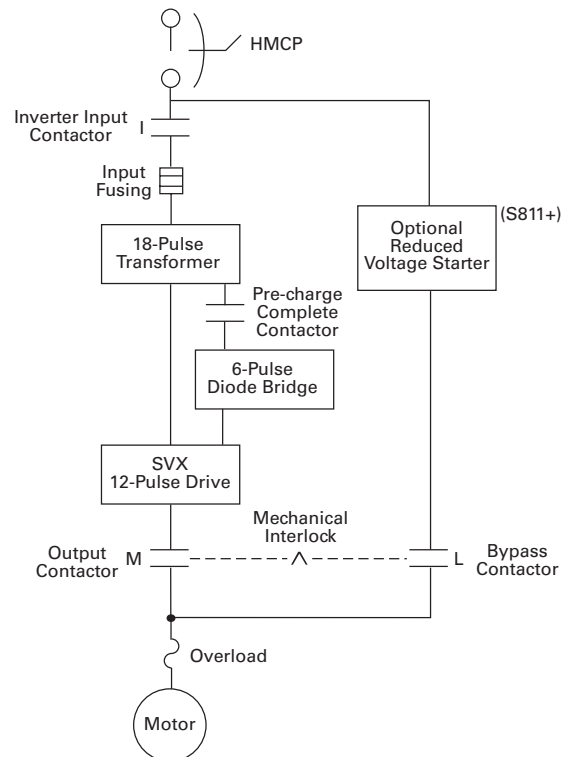 HMCP
Inverter Input
Contactor
I
Input
Fusing
(S811+)
Optional
Reduced
Voltage Starter
18-Pulse
Transformer
Pre-charge
Complete
Contactor
6-Pulse
Diode Bridge
SVX
12-Pulse Drive
Mechanical
Interlock
Output
Contactor
M
L
Bypass
Contactor
Overload
Motor